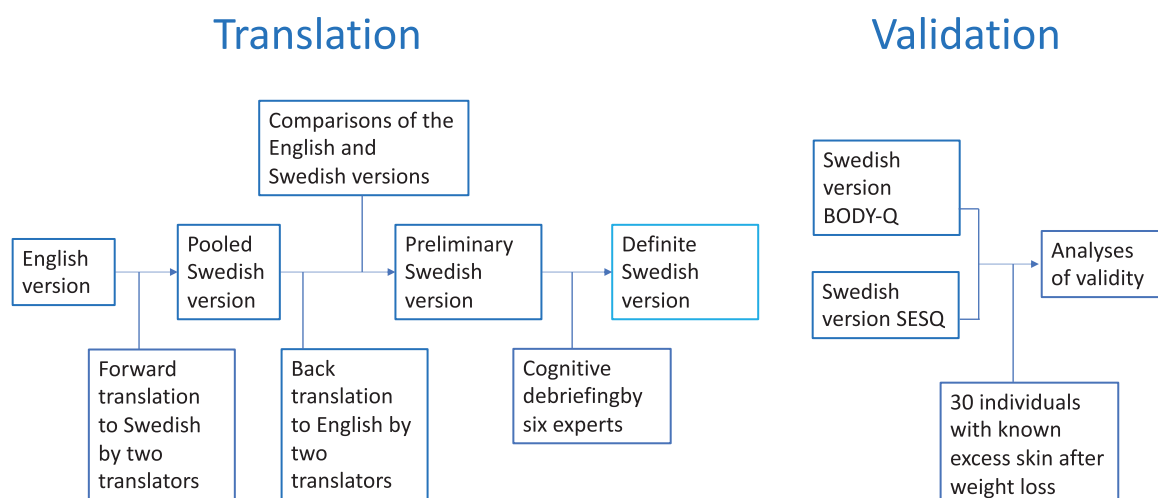 Translation
Validation
Comparisons of the
English and
Swedish versions
English
version
Pooled
Swedish
version
Preliminary
Swedish
version
Definite
Swedish
version
Forward
translation
to Swedish
by two
translators
Back
translation
to English by
two
translators
Cognitive
debriefingby
six experts
Swedish
version
BODY-Q
Swedish
version SESQ
Analyses
of validity
30 individuals
with known
excess skin after
weight loss